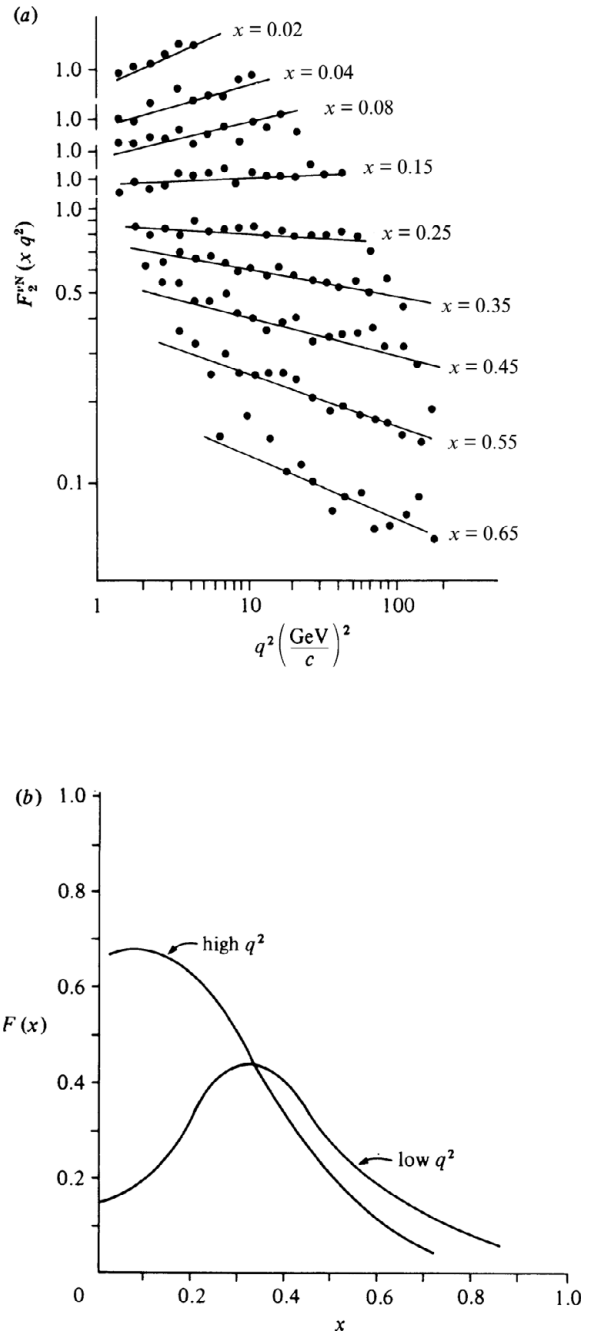 (a)
x = 0.02
x = 0.04
x = 0.08
x = 0.15
x = 0.25
x = 0.35
x = 0.45
x = 0.55
x = 0.65
1.0
1.0
1.0
1.0
1.0
0.5
0.1
F₂^νN (x q²)
1 10 100
q² (GeV/c)²
(b)
1.0
0.8
0.6
0.4
0.2
F (x)
high q²
low q²
0 0.2 0.4 0.6 0.8 1.0
x